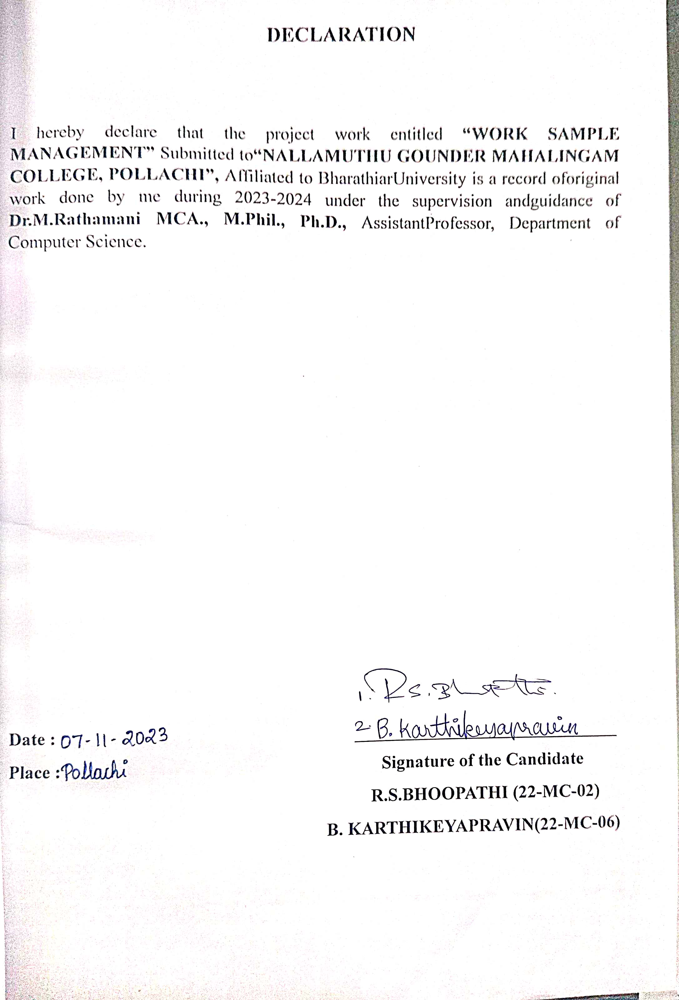 DECLARATION
I hereby declare that the project work entitled “WORK SAMPLE
MANAGEMENT” Submitted to“NALLAMUTHU GOUNDER MAHALINGAM
COLLEGE, POLLACHI”, Affiliated to BharathiarUniversity is a record oforiginal
work done by me during 2023-2024 under the supervision andguidance of
Dr.M.Rathamani MCA., M.Phil., Ph.D., AssistantProfessor, Department of
Computer Science.
1. R.S.Bhoopathi.
2. B. Karthikeyapravin
Date : 07-11-2023
Place :Pollachi
Signature of the Candidate
R.S.BHOOPATHI (22-MC-02)
B. KARTHIKEYAPRAVIN(22-MC-06)